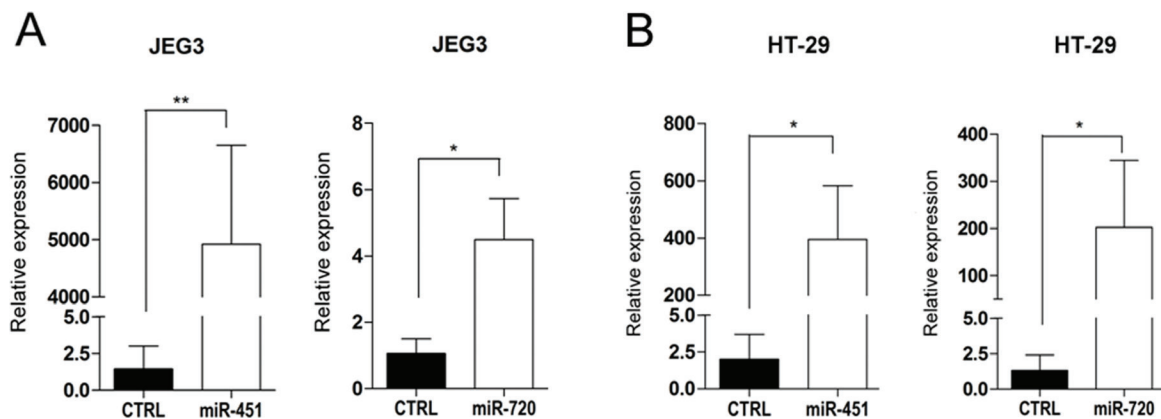 A
JEG3
JEG3
B
HT-29
HT-29
Relative expression
7000
6000
5000
4000
5.0
2.5
0.0
**
CTRL
miR-451
Relative expression
8
6
4
2
0
*
CTRL
miR-720
Relative expression
800
600
400
200
5.0
2.5
0.0
*
CTRL
miR-451
Relative expression
400
300
200
100
5.0
2.5
0.0
*
CTRL
miR-720